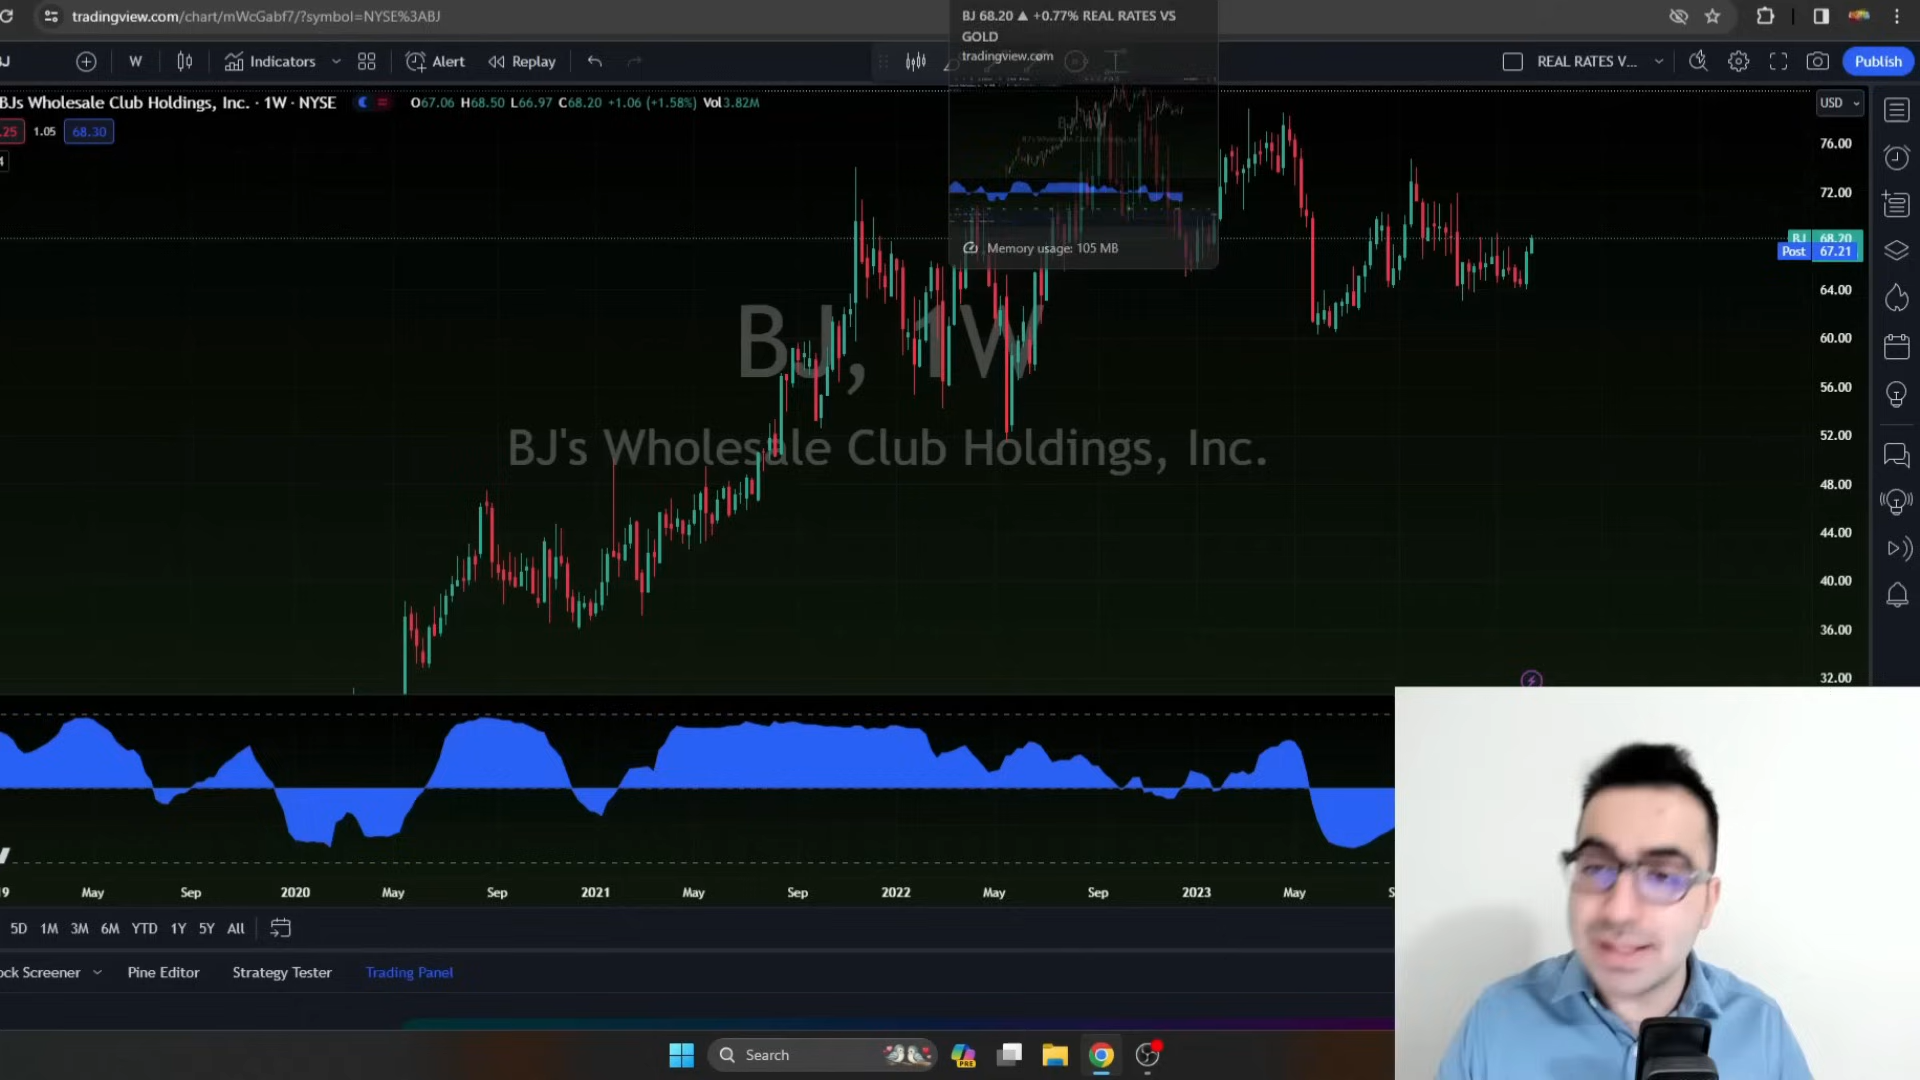 tradingview.com/chart/mWcGabf7/?symbol=NYSE%3ABJ
BJ 68.20 ▲ +0.77% REAL RATES VS
GOLD
tradingview.com
W
Indicators
Alert
Replay
REAL RATES V...
Publish
BJs Wholesale Club Holdings, Inc. · 1W · NYSE
O67.06 H68.50 L66.97 C68.20 +1.06 (+1.58%) Vol3.82M
USD
.25
1.05
68.30
4
Memory usage: 105 MB
76.00
72.00
BJ 68.20
Post 67.21
64.00
60.00
56.00
52.00
48.00
44.00
40.00
36.00
32.00
BJ, 1W
BJ's Wholesale Club Holdings, Inc.
19 May Sep 2020 May Sep 2021 May Sep 2022 May Sep 2023 May S
5D 1M 3M 6M YTD 1Y 5Y All
ock Screener Pine Editor Strategy Tester Trading Panel
Search
PRE